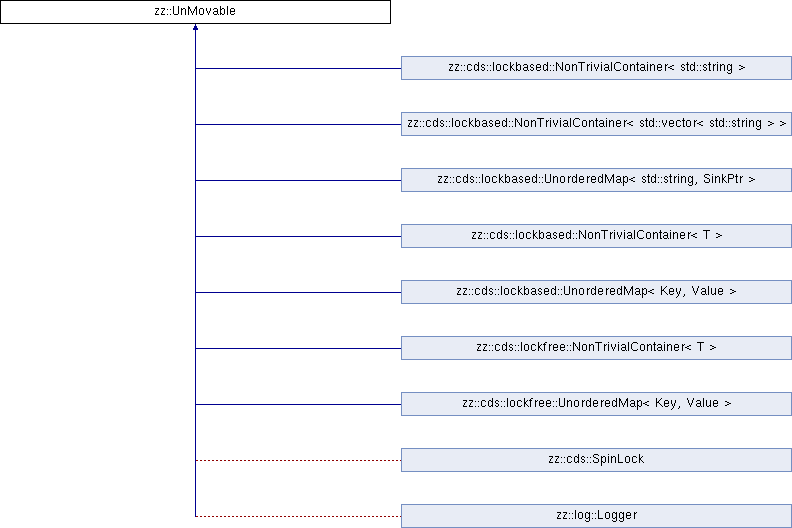 zz::UnMovable
zz::cds::lockbased::NonTrivialContainer< std::string >
zz::cds::lockbased::NonTrivialContainer< std::vector< std::string > >
zz::cds::lockbased::UnorderedMap< std::string, SinkPtr >
zz::cds::lockbased::NonTrivialContainer< T >
zz::cds::lockbased::UnorderedMap< Key, Value >
zz::cds::lockfree::NonTrivialContainer< T >
zz::cds::lockfree::UnorderedMap< Key, Value >
zz::cds::SpinLock
zz::log::Logger